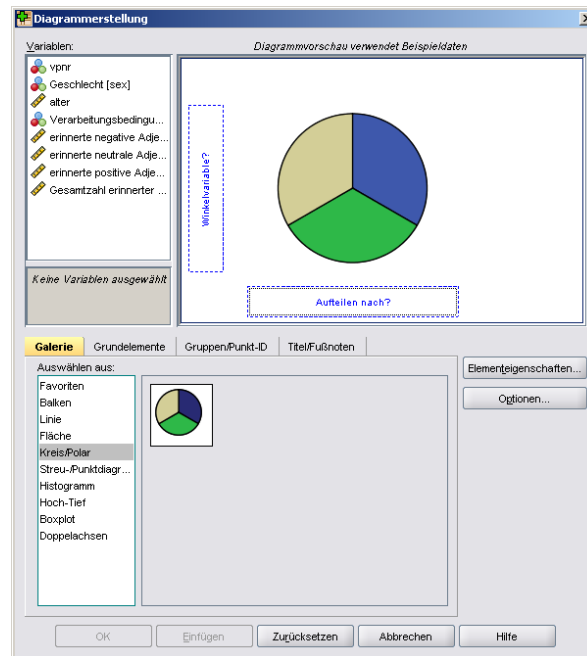 Diagrammerstellung
Variablen:
Diagrammvorschau verwendet Beispieldaten
vpnr
Geschlecht [sex]
alter
Verarbeitungsbedingu...
erinnerte negative Adje...
erinnerte neutrale Adje...
erinnerte positive Adje...
Gesamtzahl erinnerter ...
Keine Variablen ausgewählt
Winkelvariable?
Aufteilen nach?
Galerie
Grundelemente
Gruppen/Punkt-ID
Titel/Fußnoten
Auswählen aus:
Favoriten
Balken
Linie
Fläche
Kreis/Polar
Streu-/Punktdiagr...
Histogramm
Hoch-Tief
Boxplot
Doppelachsen
Elementeigenschaften...
Optionen...
OK
Einfügen
Zurücksetzen
Abbrechen
Hilfe